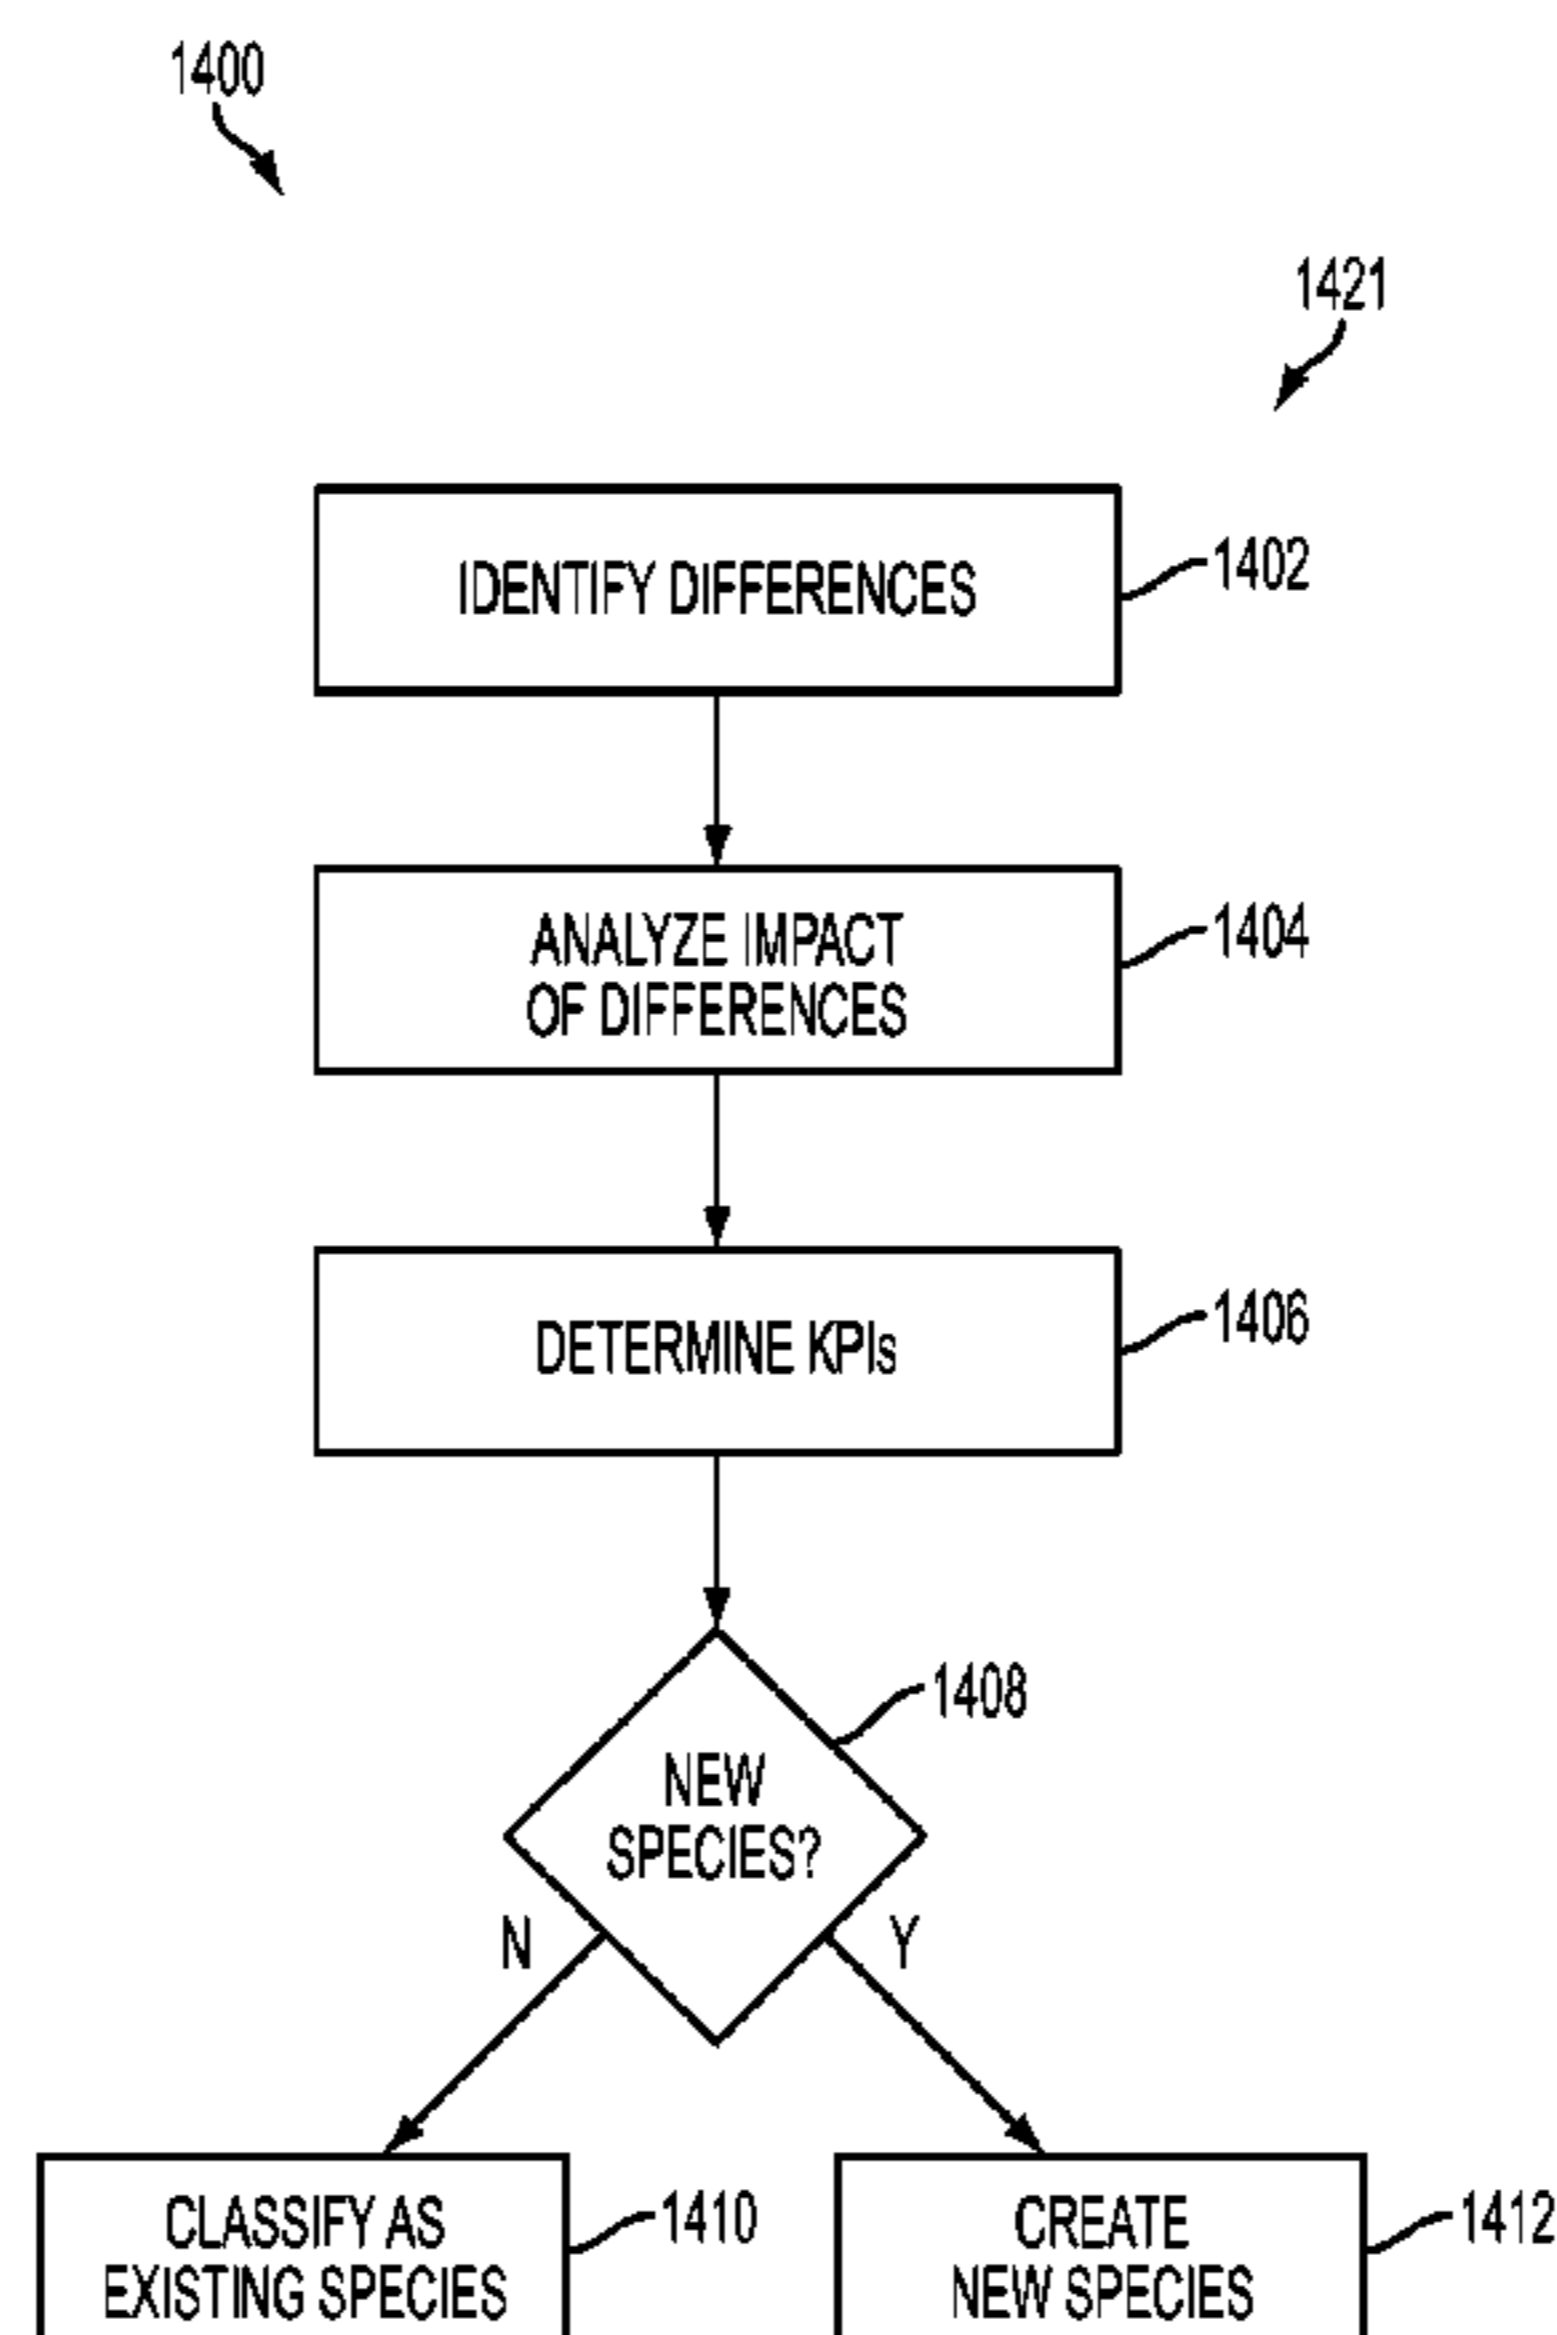 1400
1421
IDENTIFY DIFFERENCES
1402
ANALYZE IMPACT
OF DIFFERENCES
1404
DETERMINE KPIs
1406
1408
NEW
SPECIES?
N
Y
CLASSIFY AS
EXISTING SPECIES
1410
CREATE
NEW SPECIES
1412